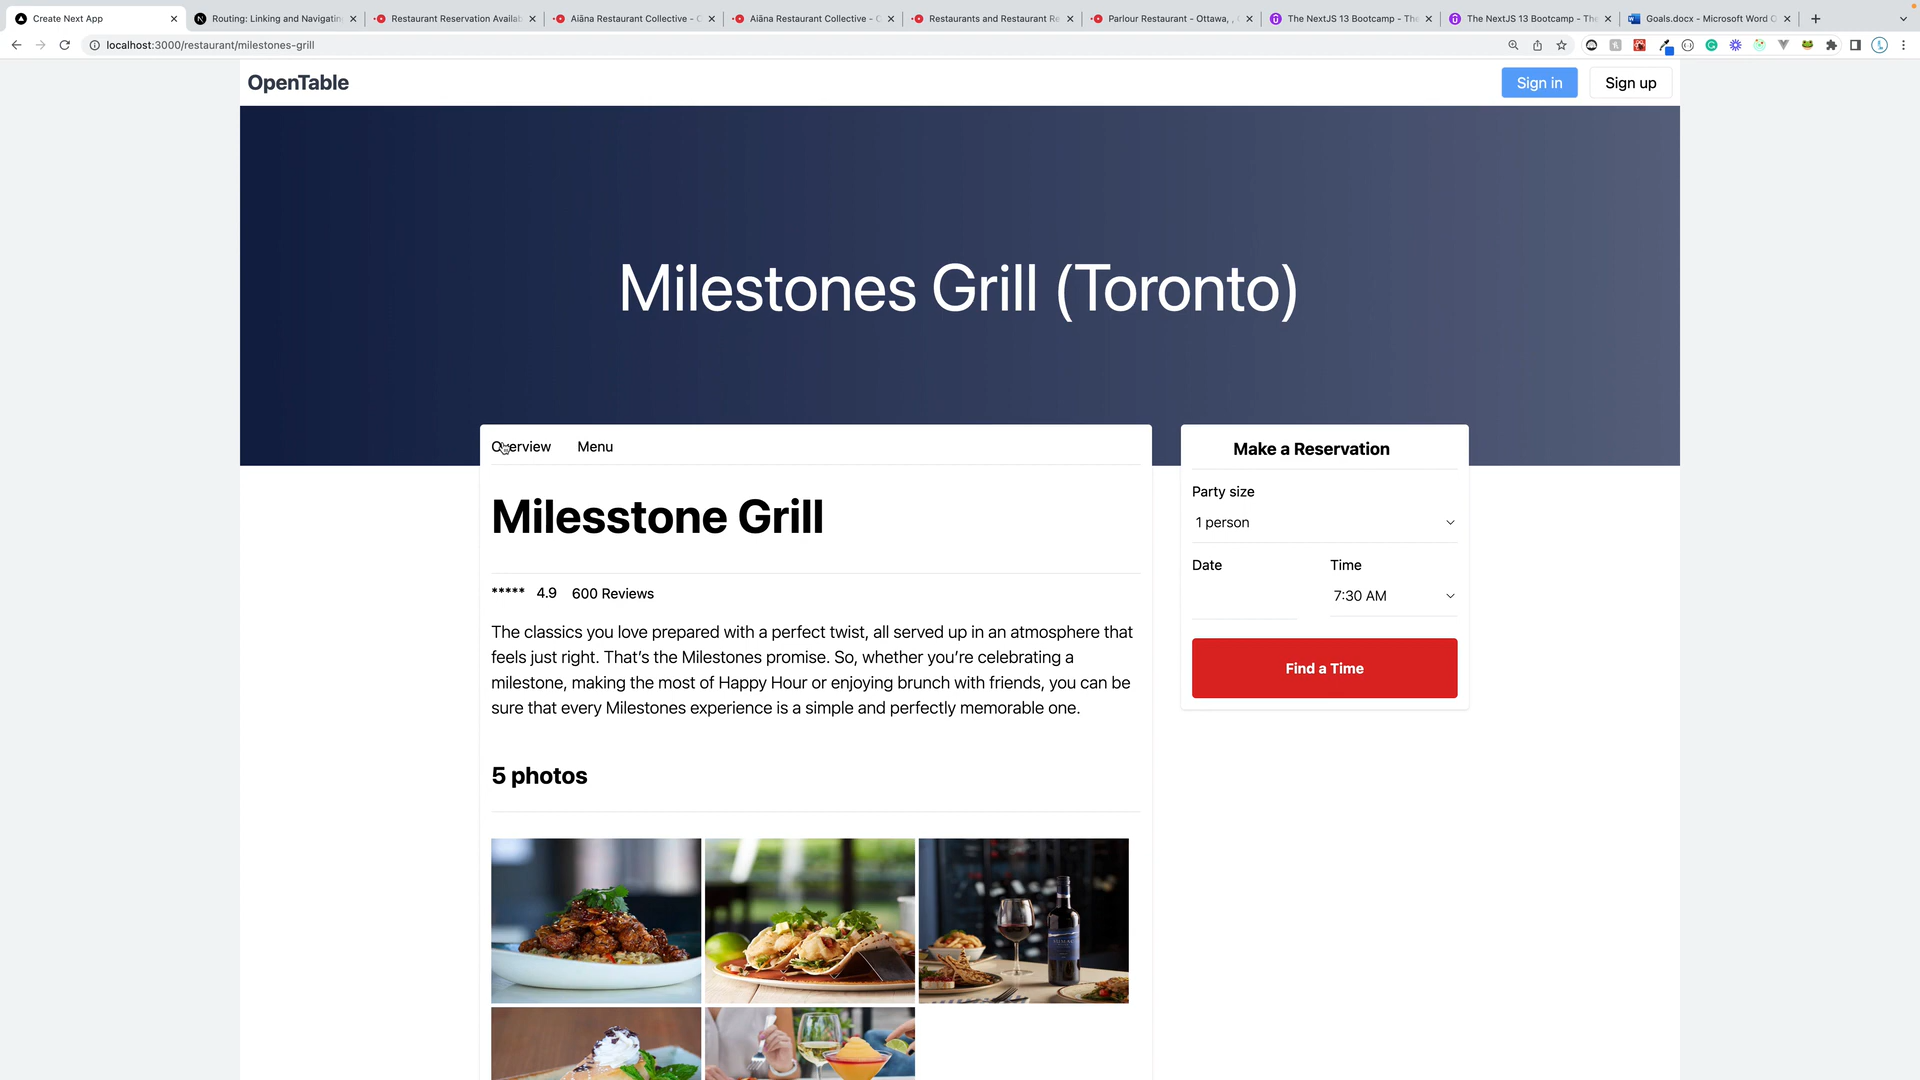 Create Next App
Routing: Linking and Navigatin
Restaurant Reservation Availab
Aiāna Restaurant Collective - C
Aiāna Restaurant Collective - C
Restaurants and Restaurant Re
Parlour Restaurant - Ottawa, ,
The NextJS 13 Bootcamp - The
The NextJS 13 Bootcamp - The
Goals.docx - Microsoft Word O
localhost:3000/restaurant/milestones-grill
OpenTable
Sign in
Sign up
Milestones Grill (Toronto)
Overview
Menu
Milesstone Grill
***** 4.9 600 Reviews
The classics you love prepared with a perfect twist, all served up in an atmosphere that
feels just right. That’s the Milestones promise. So, whether you’re celebrating a
milestone, making the most of Happy Hour or enjoying brunch with friends, you can be
sure that every Milestones experience is a simple and perfectly memorable one.
5 photos
Make a Reservation
Party size
1 person
Date
Time
7:30 AM
Find a Time